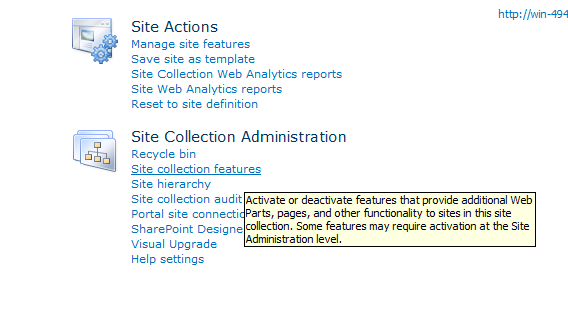 http://win-494
Site Actions
Manage site features
Save site as template
Site Collection Web Analytics reports
Site Web Analytics reports
Reset to site definition
Site Collection Administration
Recycle bin
Site collection features
Site hierarchy
Site collection audit
Portal site connectio
SharePoint Designe
Visual Upgrade
Help settings
Activate or deactivate features that provide additional Web
Parts, pages, and other functionality to sites in this site
collection. Some features may require activation at the Site
Administration level.